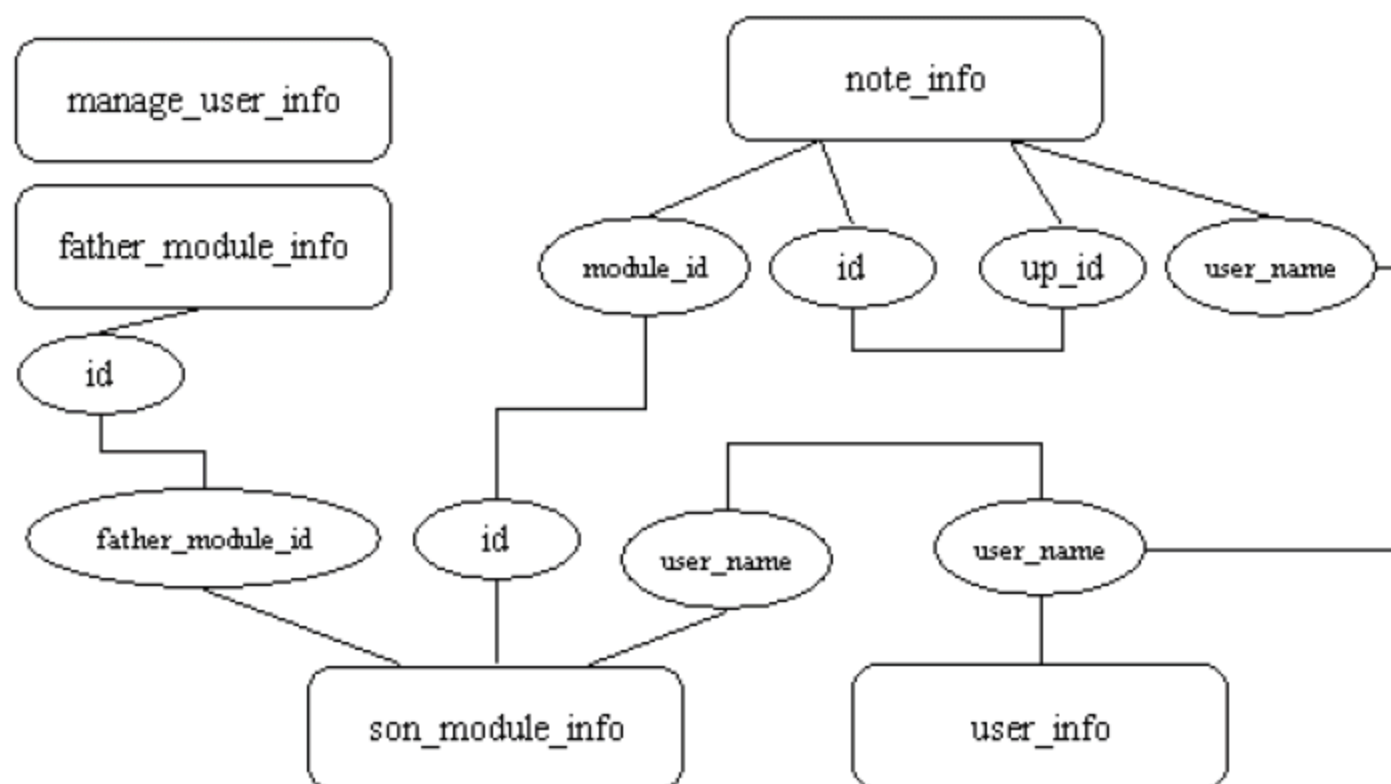 manage_user_info
note_info
father_module_info
module_id
id
up_id
user_name
id
father_module_id
id
user_name
user_name
son_module_info
user_info